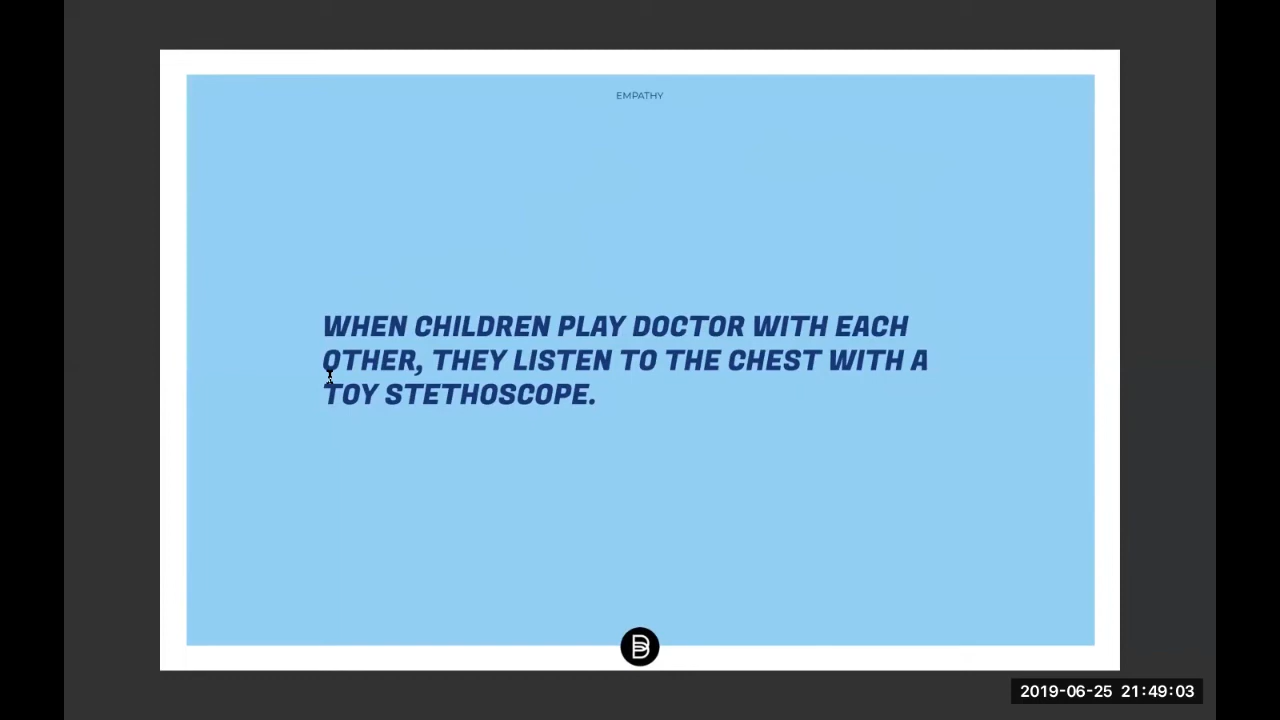 EMPATHY
WHEN CHILDREN PLAY DOCTOR WITH EACH
OTHER, THEY LISTEN TO THE CHEST WITH A
TOY STETHOSCOPE.
B
2019-06-25 21:49:03